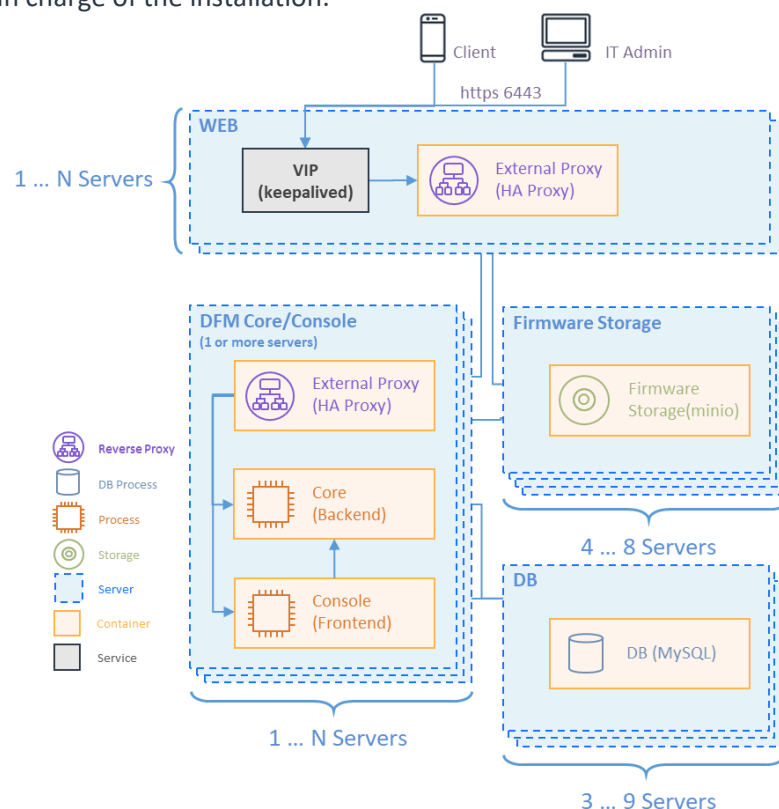 in charge of the installation.
Client
IT Admin
https 6443
WEB
1 ... N Servers
VIP
(keepalived)
External Proxy
(HA Proxy)
DFM Core/Console
(1 or more servers)
External Proxy
(HA Proxy)
Core
(Backend)
Console
(Frontend)
1 ... N Servers
Firmware Storage
Firmware
Storage(minio)
4 ... 8 Servers
DB
DB (MySQL)
3 ... 9 Servers
Reverse Proxy
DB Process
Process
Storage
Server
Container
Service